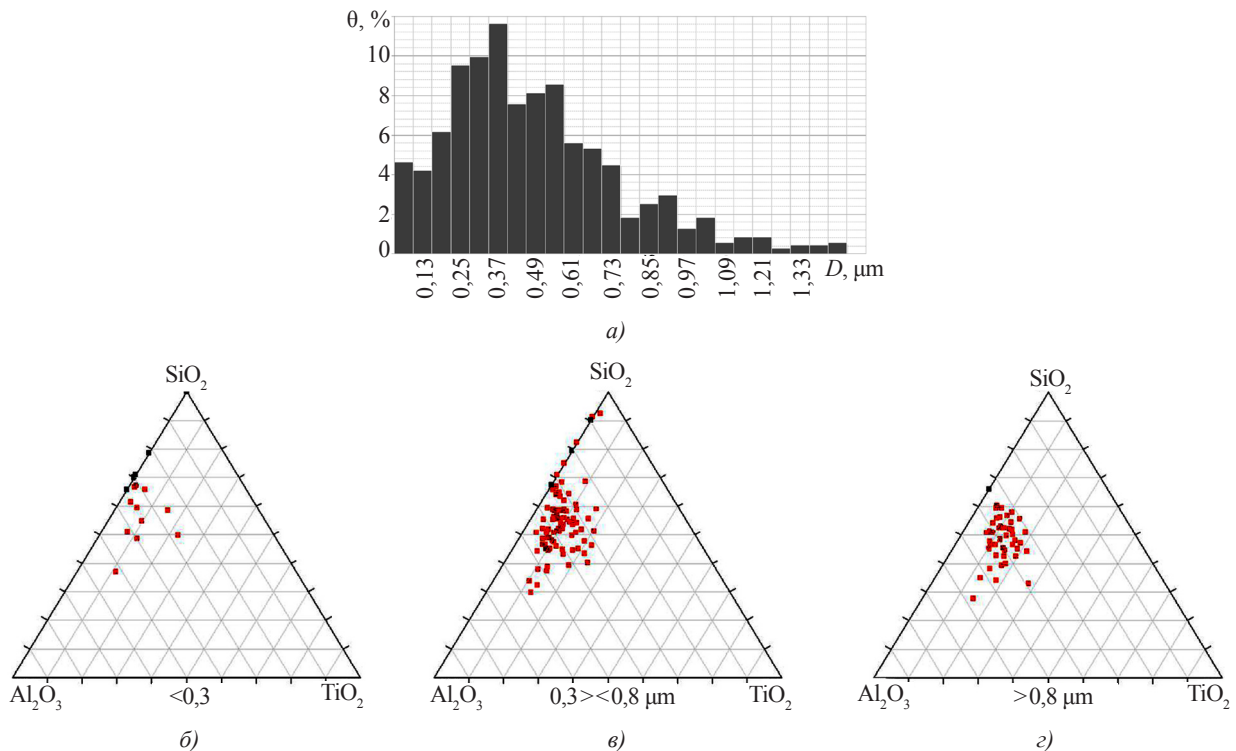 θ, %
10
8
6
4
2
0
0,13 0,25 0,37 0,49 0,61 0,73 0,85 0,97 1,09 1,21 1,33 D, μm
а)
SiO₂ SiO₂ SiO₂
Al₂O₃ <0,3 TiO₂ Al₂O₃ 0,3><0,8 μm TiO₂ Al₂O₃ >0,8 μm TiO₂
б) в) г)